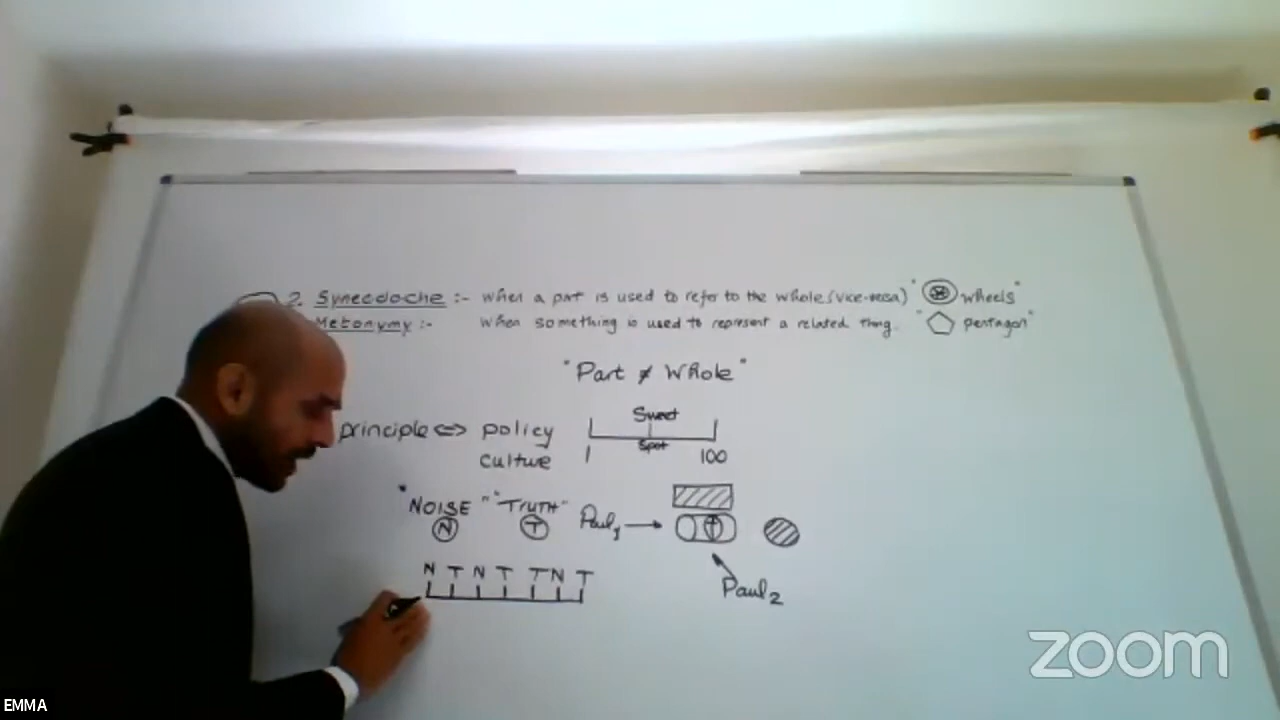 2. Synecdoche :- when a part is used to refer to the whole (vice-versa) "wheels"
Metonymy :- when something is used to represent a related thing. "pentagon"
"Part ≠ Whole"
principle <=> policy
culture
Sweet
Spot
1 100
"NOISE" "TRUTH"
N T
Paul1
T
Paul2
N T N T T N T
zoom
EMMA